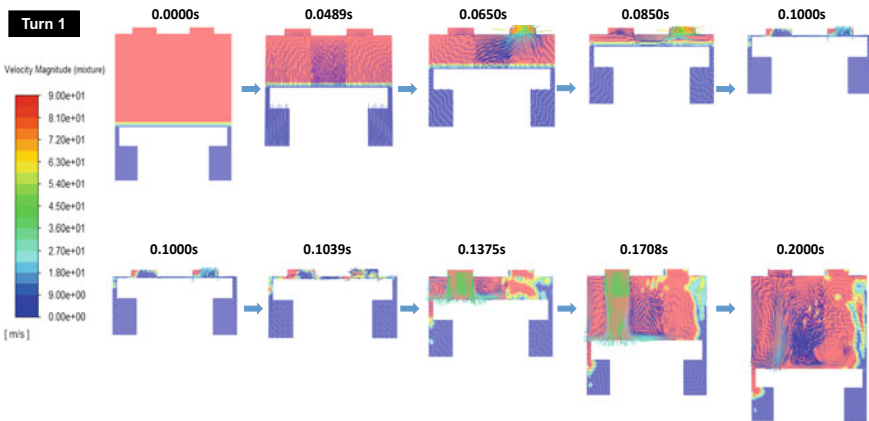 Turn 1
0.0000s
0.0489s
0.0650s
0.0850s
0.1000s
Velocity Magnitude (mixture)
9.00e+01
8.10e+01
7.20e+01
6.30e+01
5.40e+01
4.50e+01
3.60e+01
2.70e+01
1.80e+01
9.00e+00
0.00e+00
[ m/s ]
0.1000s
0.1039s
0.1375s
0.1708s
0.2000s